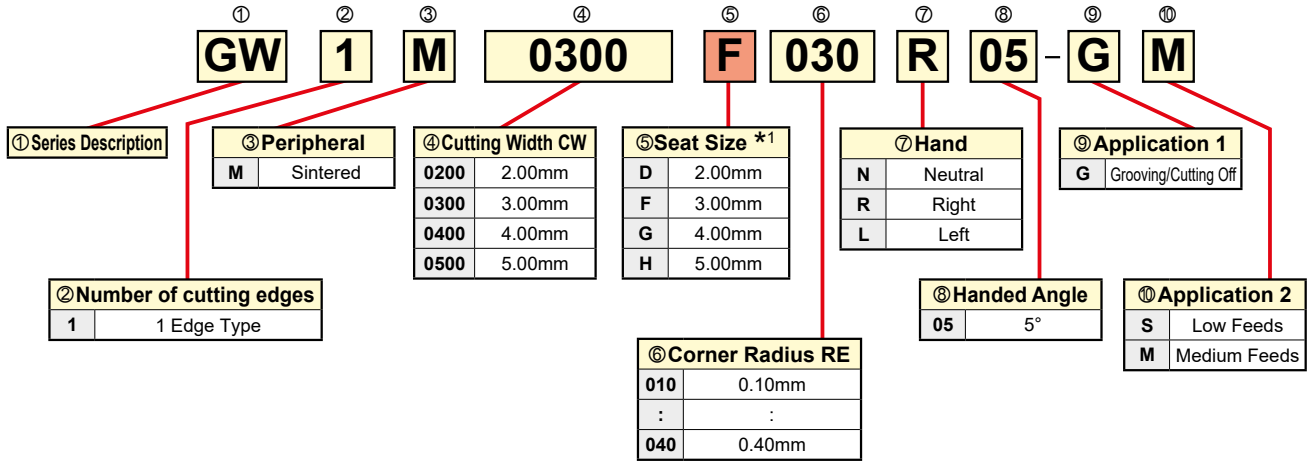 ① ② ③ ④ ⑤ ⑥ ⑦ ⑧ ⑨ ⑩
GW 1 M 0300 F 030 R 05 - G M
①Series Description
③Peripheral
M Sintered
④Cutting Width CW
0200 2.00mm
0300 3.00mm
0400 4.00mm
0500 5.00mm
⑤Seat Size *1
D 2.00mm
F 3.00mm
G 4.00mm
H 5.00mm
⑦Hand
N Neutral
R Right
L Left
⑨Application 1
G Grooving/Cutting Off
②Number of cutting edges
1 1 Edge Type
⑥Corner Radius RE
010 0.10mm
: :
040 0.40mm
⑧Handed Angle
05 5°
⑩Application 2
S Low Feeds
M Medium Feeds